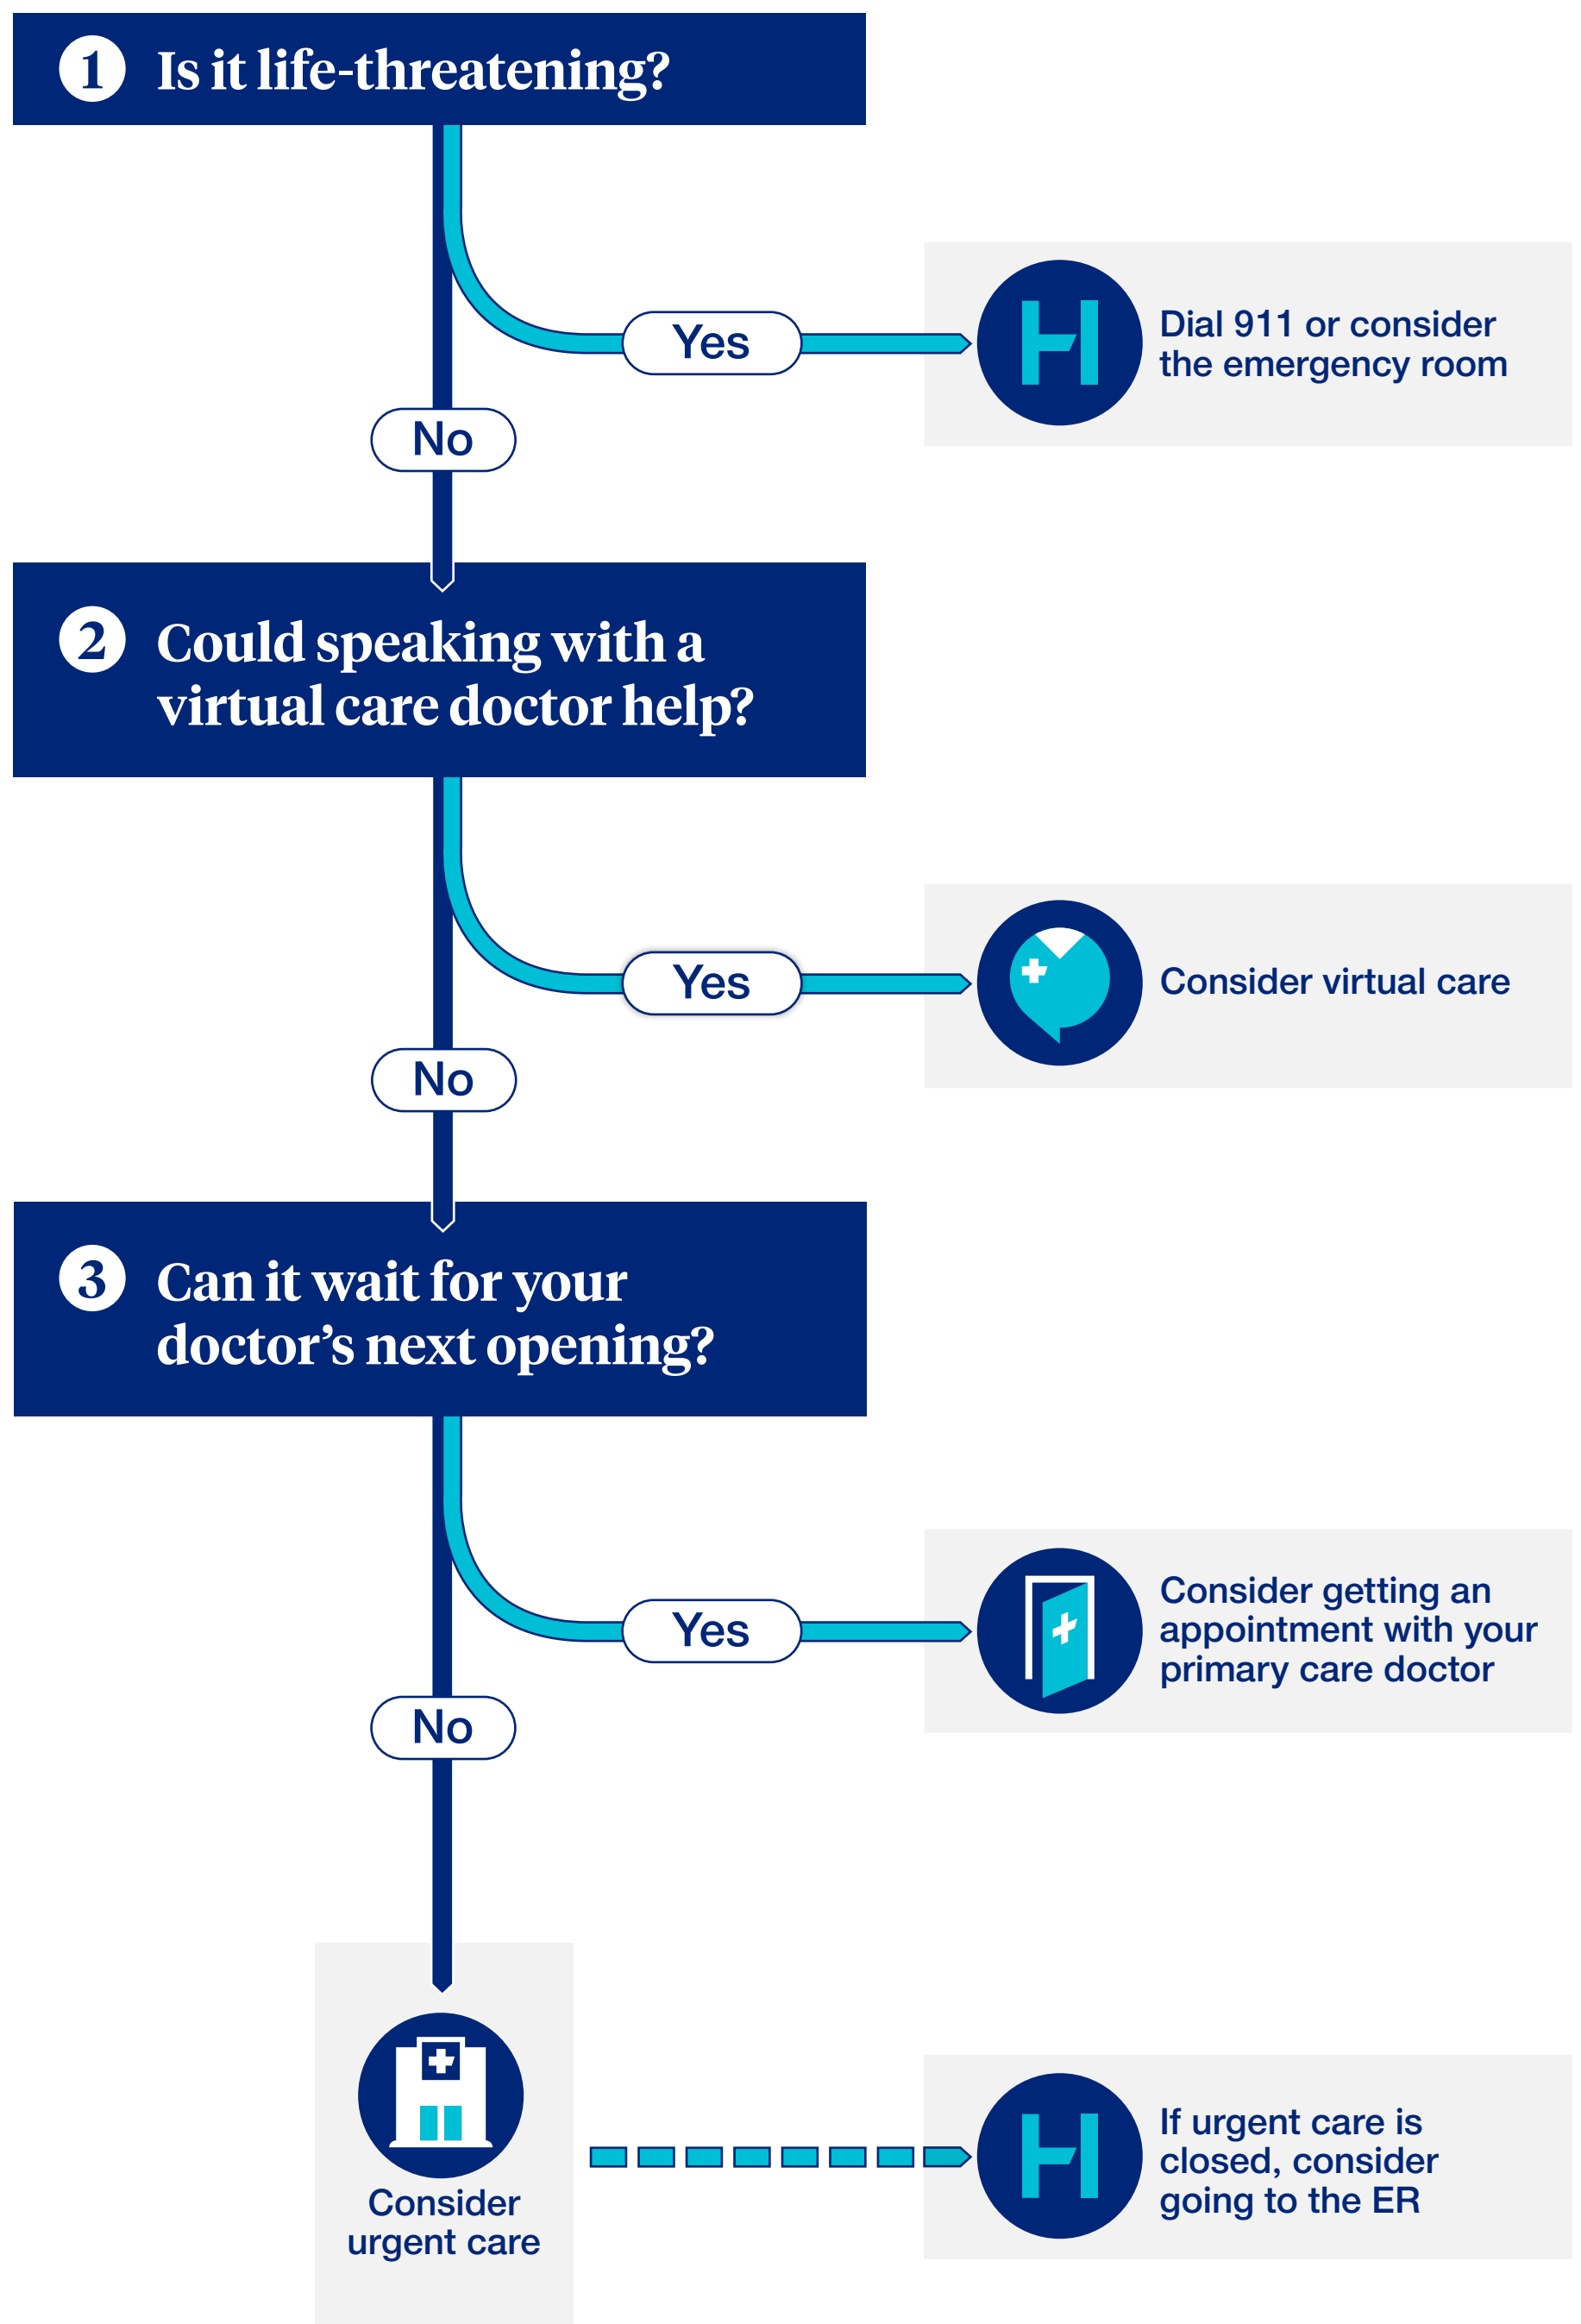 1 Is it life-threatening?
Yes
Dial 911 or consider
the emergency room
No
2 Could speaking with a
virtual care doctor help?
Yes
Consider virtual care
No
3 Can it wait for your
doctor’s next opening?
Yes
Consider getting an
appointment with your
primary care doctor
No
Consider
urgent care
If urgent care is
closed, consider
going to the ER